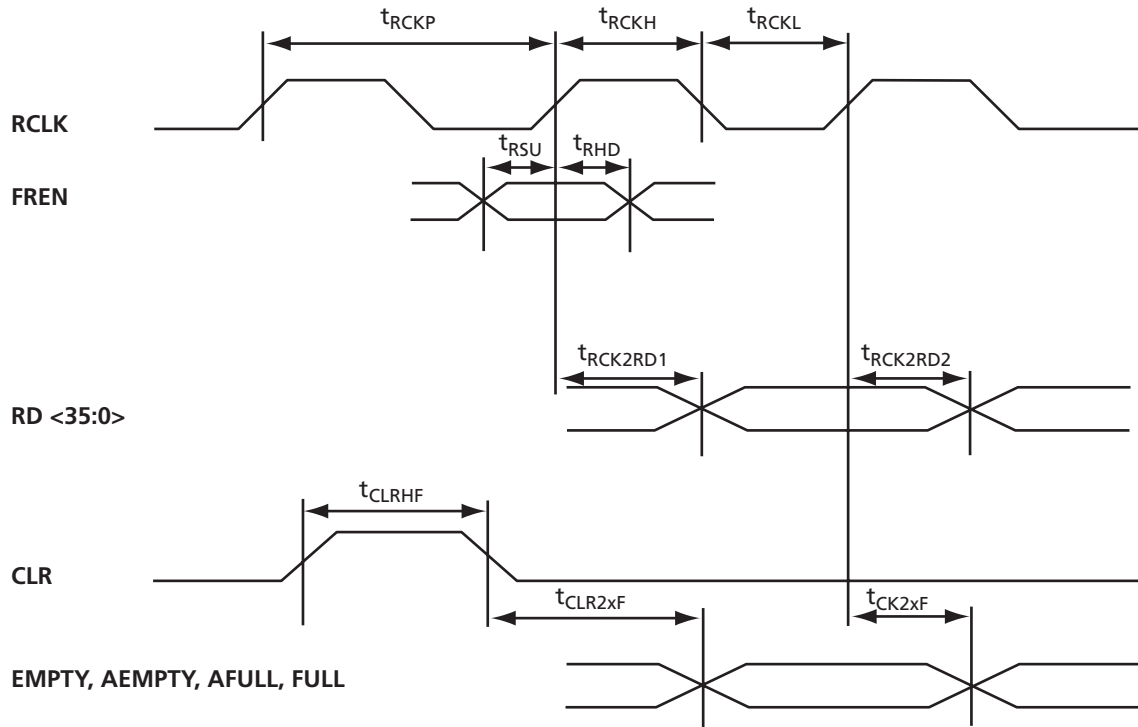 tRCKP tRCKH tRCKL
RCLK
tRSU tRHD
FREN
tRCK2RD1 tRCK2RD2
RD <35:0>
tCLRHF
CLR
tCLR2xF tCK2xF
EMPTY, AEMPTY, AFULL, FULL